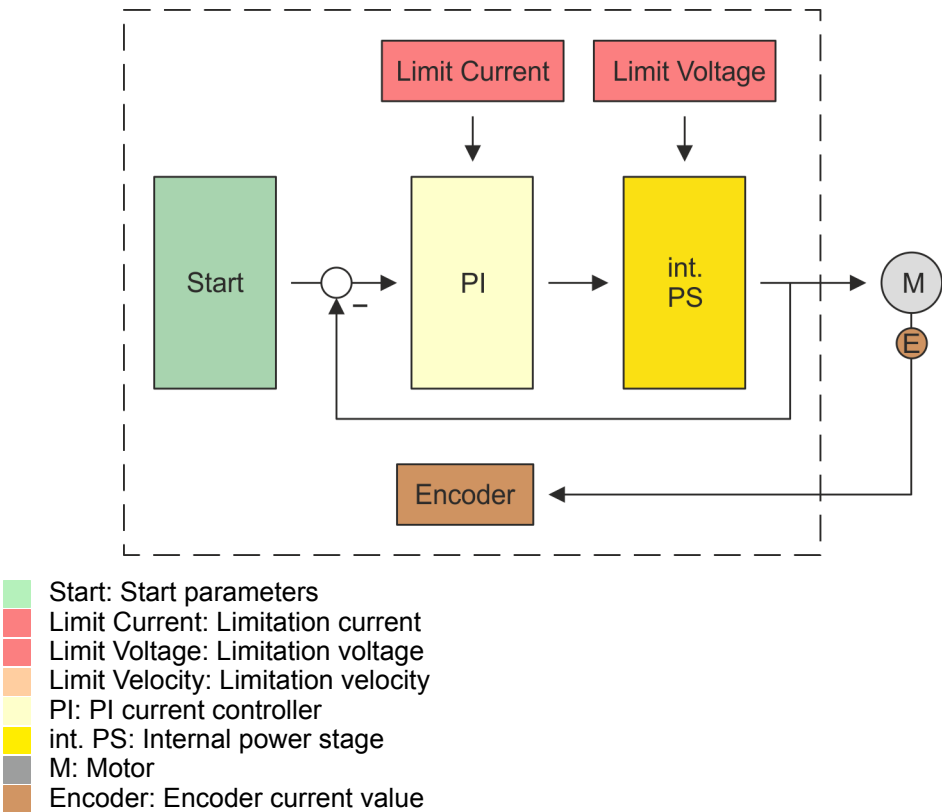 Limit Current
Limit Voltage
Start
PI
int.
PS
M
E
–
Encoder
Start: Start parameters
Limit Current: Limitation current
Limit Voltage: Limitation voltage
Limit Velocity: Limitation velocity
PI: PI current controller
int. PS: Internal power stage
M: Motor
Encoder: Encoder current value